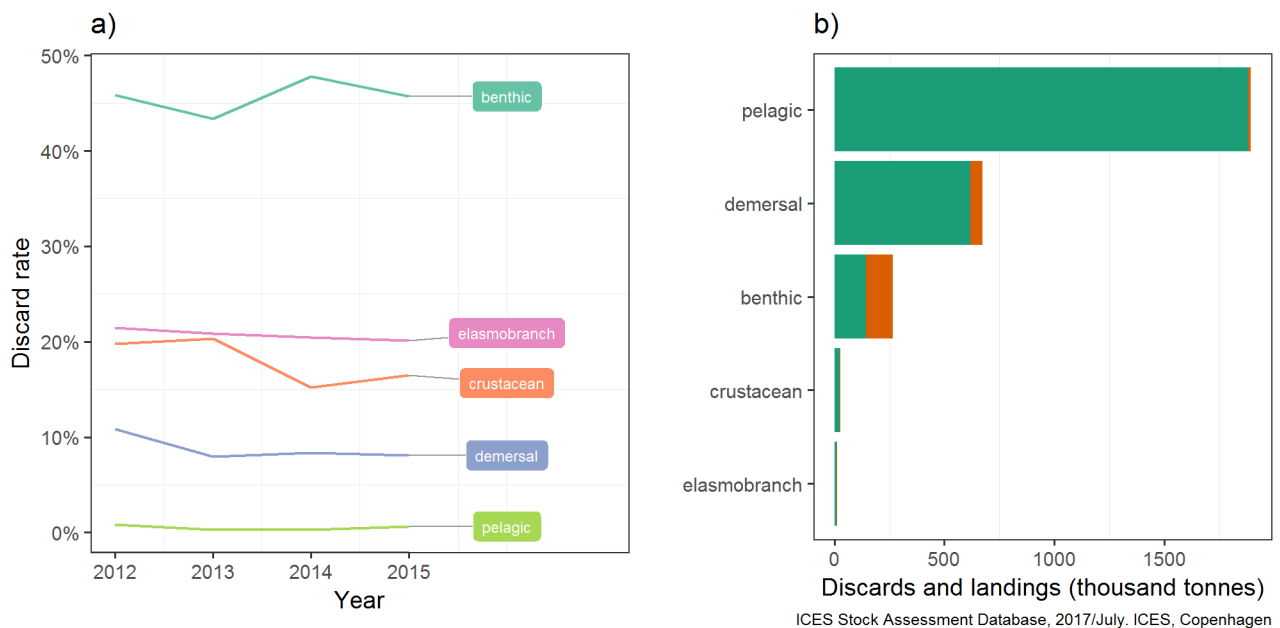 a)
50%
40%
30%
20%
10%
0%
Discard rate
benthic
elasmobranch
crustacean
demersal
pelagic
2012 2013 2014 2015
Year
b)
pelagic
demersal
benthic
crustacean
elasmobranch
0 500 1000 1500
Discards and landings (thousand tonnes)
ICES Stock Assessment Database, 2017/July. ICES, Copenhagen